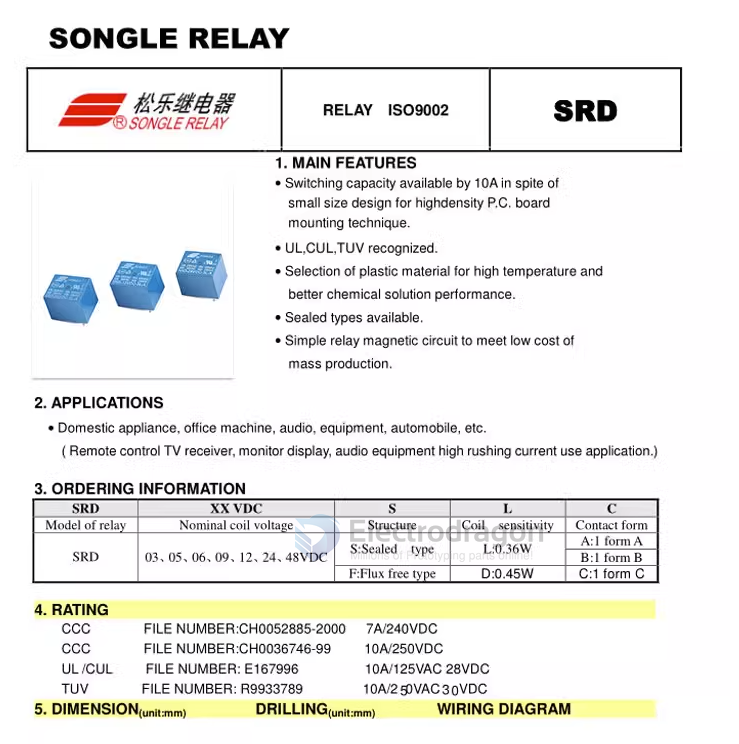 SONGLE RELAY
松乐继电器
®SONGLE RELAY
RELAY ISO9002
SRD
1. MAIN FEATURES
• Switching capacity available by 10A in spite of
small size design for highdensity P.C. board
mounting technique.
• UL,CUL,TUV recognized.
• Selection of plastic material for high temperature and
better chemical solution performance.
• Sealed types available.
• Simple relay magnetic circuit to meet low cost of
mass production.
2. APPLICATIONS
• Domestic appliance, office machine, audio, equipment, automobile, etc.
( Remote control TV receiver, monitor display, audio equipment high rushing current use application.)
3. ORDERING INFORMATION
SRD XX VDC S L C
Model of relay Nominal coil voltage Structure Coil sensitivity Contact form
SRD 03、05、06、09、12、24、48VDC S:Sealed type L:0.36W A:1 form A
B:1 form B
F:Flux free type D:0.45W C:1 form C
Electrodragon
4. RATING
CCC FILE NUMBER:CH0052885-2000 7A/240VDC
CCC FILE NUMBER:CH0036746-99 10A/250VDC
UL /CUL FILE NUMBER: E167996 10A/125VAC 28VDC
TUV FILE NUMBER: R9933789 10A/250VAC 30VDC
5. DIMENSION(unit:mm) DRILLING(unit:mm) WIRING DIAGRAM